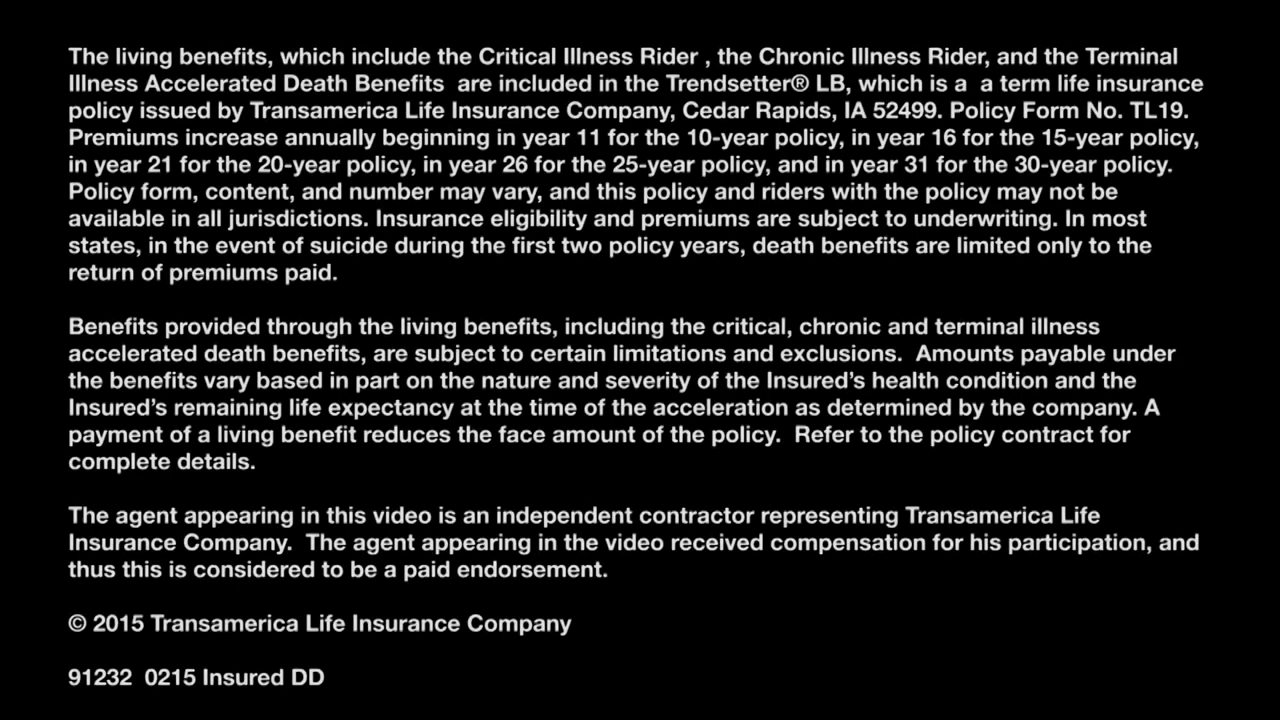 The living benefits, which include the Critical Illness Rider , the Chronic Illness Rider, and the Terminal
Illness Accelerated Death Benefits  are included in the Trendsetter® LB, which is a  a term life insurance
policy issued by Transamerica Life Insurance Company, Cedar Rapids, IA 52499. Policy Form No. TL19.
Premiums increase annually beginning in year 11 for the 10-year policy, in year 16 for the 15-year policy,
in year 21 for the 20-year policy, in year 26 for the 25-year policy, and in year 31 for the 30-year policy.
Policy form, content, and number may vary, and this policy and riders with the policy may not be
available in all jurisdictions. Insurance eligibility and premiums are subject to underwriting. In most
states, in the event of suicide during the first two policy years, death benefits are limited only to the
return of premiums paid.
Benefits provided through the living benefits, including the critical, chronic and terminal illness
accelerated death benefits, are subject to certain limitations and exclusions.  Amounts payable under
the benefits vary based in part on the nature and severity of the Insured’s health condition and the
Insured’s remaining life expectancy at the time of the acceleration as determined by the company. A
payment of a living benefit reduces the face amount of the policy.  Refer to the policy contract for
complete details.
The agent appearing in this video is an independent contractor representing Transamerica Life
Insurance Company.  The agent appearing in the video received compensation for his participation, and
thus this is considered to be a paid endorsement.
© 2015 Transamerica Life Insurance Company
91232  0215 Insured DD